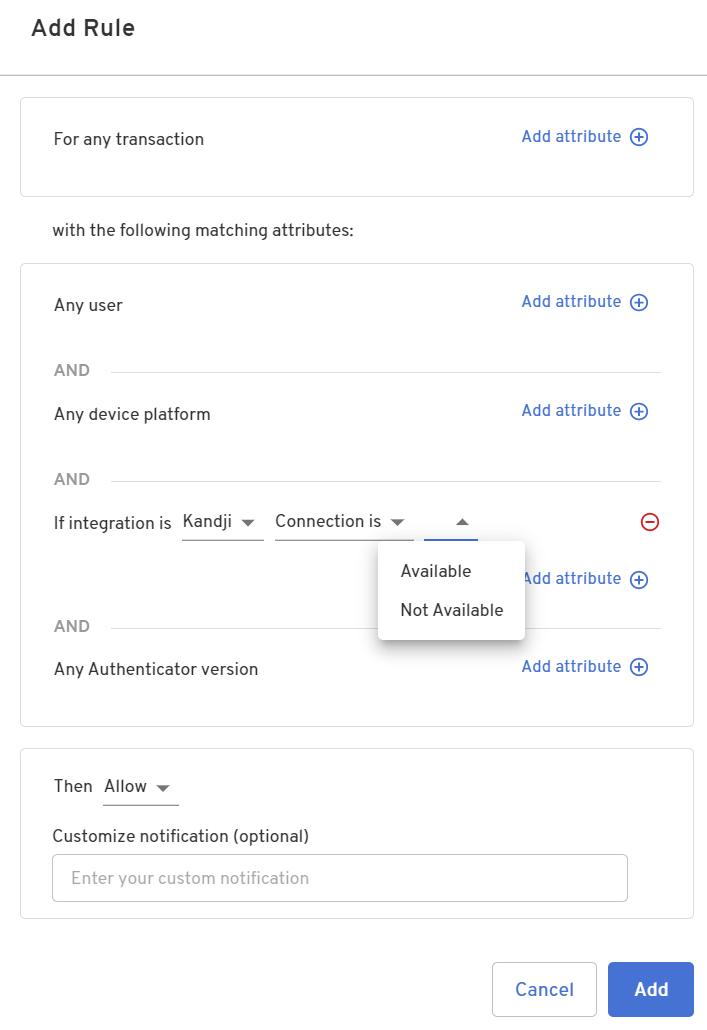 Add Rule
For any transaction Add attribute
with the following matching attributes:
Any user Add attribute
AND
Any device platform Add attribute
AND
If integration is Kandji Connection is
Available
Add attribute
Not Available
AND
Any Authenticator version Add attribute
Then Allow
Customize notification (optional)
Enter your custom notification
Cancel Add